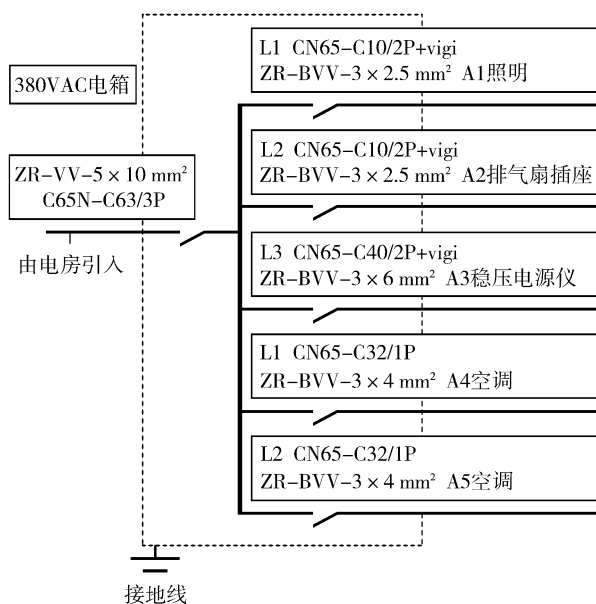 L1 CN65-C10/2P+vigi
ZR-BVV-3×2.5 mm² A1照明
380VAC电箱
L2 CN65-C10/2P+vigi
ZR-BVV-3×2.5 mm² A2排气扇插座
ZR-VV-5×10 mm²
C65N-C63/3P
由电房引入
L3 CN65-C40/2P+vigi
ZR-BVV-3×6 mm² A3稳压电源仪
L1 CN65-C32/1P
ZR-BVV-3×4 mm² A4空调
L2 CN65-C32/1P
ZR-BVV-3×4 mm² A5空调
接地线